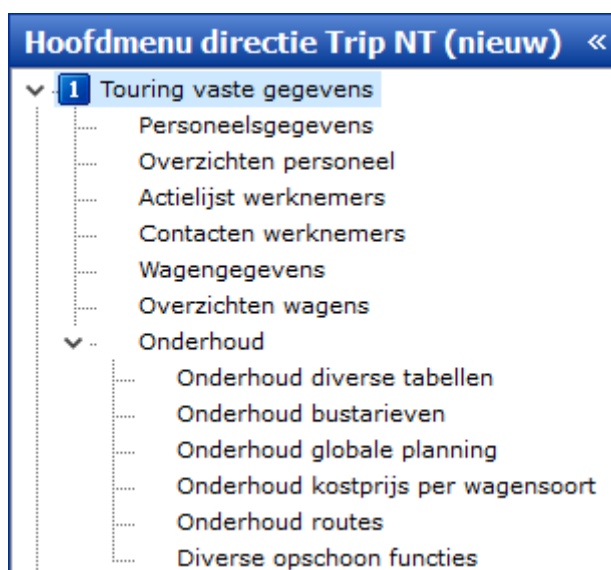 Hoofdmenu directie Trip NT (nieuw) «
1 Touring vaste gegevens
Personeelsgegevens
Overzichten personeel
Actielijst werknemers
Contacten werknemers
Wagengegevens
Overzichten wagens
Onderhoud
Onderhoud diverse tabellen
Onderhoud bustarieven
Onderhoud globale planning
Onderhoud kostprijs per wagensoort
Onderhoud routes
Diverse opschoon functies